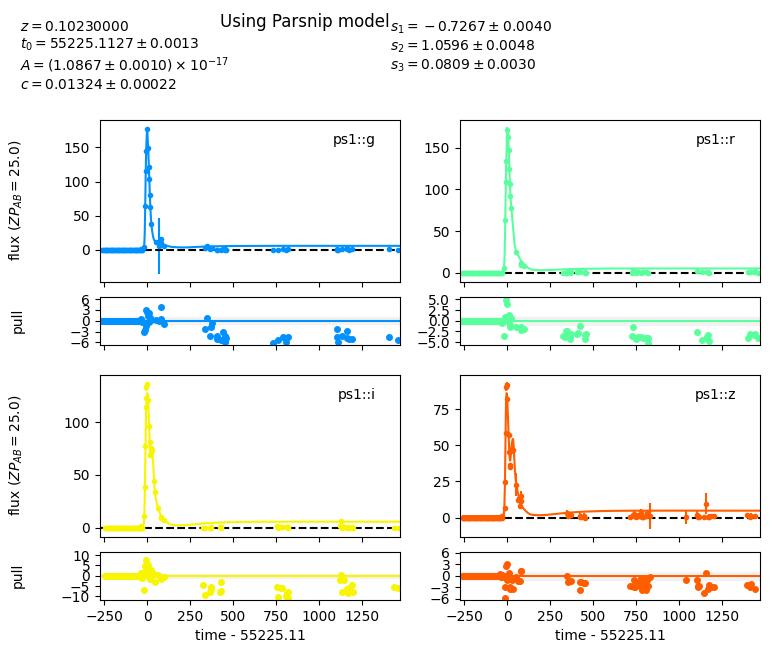 Using Parsnip model
z = 0.10230000
t₀ = 55225.1127 ± 0.0013
A = (1.0867 ± 0.0010) × 10⁻¹⁷
c = 0.01324 ± 0.00022
s₁ = −0.7267 ± 0.0040
s₂ = 1.0596 ± 0.0048
s₃ = 0.0809 ± 0.0030
flux (ZP_AB = 25.0)
150
100
50
0
ps1::g
150
100
50
0
ps1::r
pull
6
3
0
−3
−6
5.0
2.5
0.0
−2.5
−5.0
flux (ZP_AB = 25.0)
100
50
0
ps1::i
75
50
25
0
ps1::z
pull
10
5
0
−5
−10
6
3
0
−3
−6
−250 0 250 500 750 1000 1250
−250 0 250 500 750 1000 1250
time - 55225.11
time - 55225.11